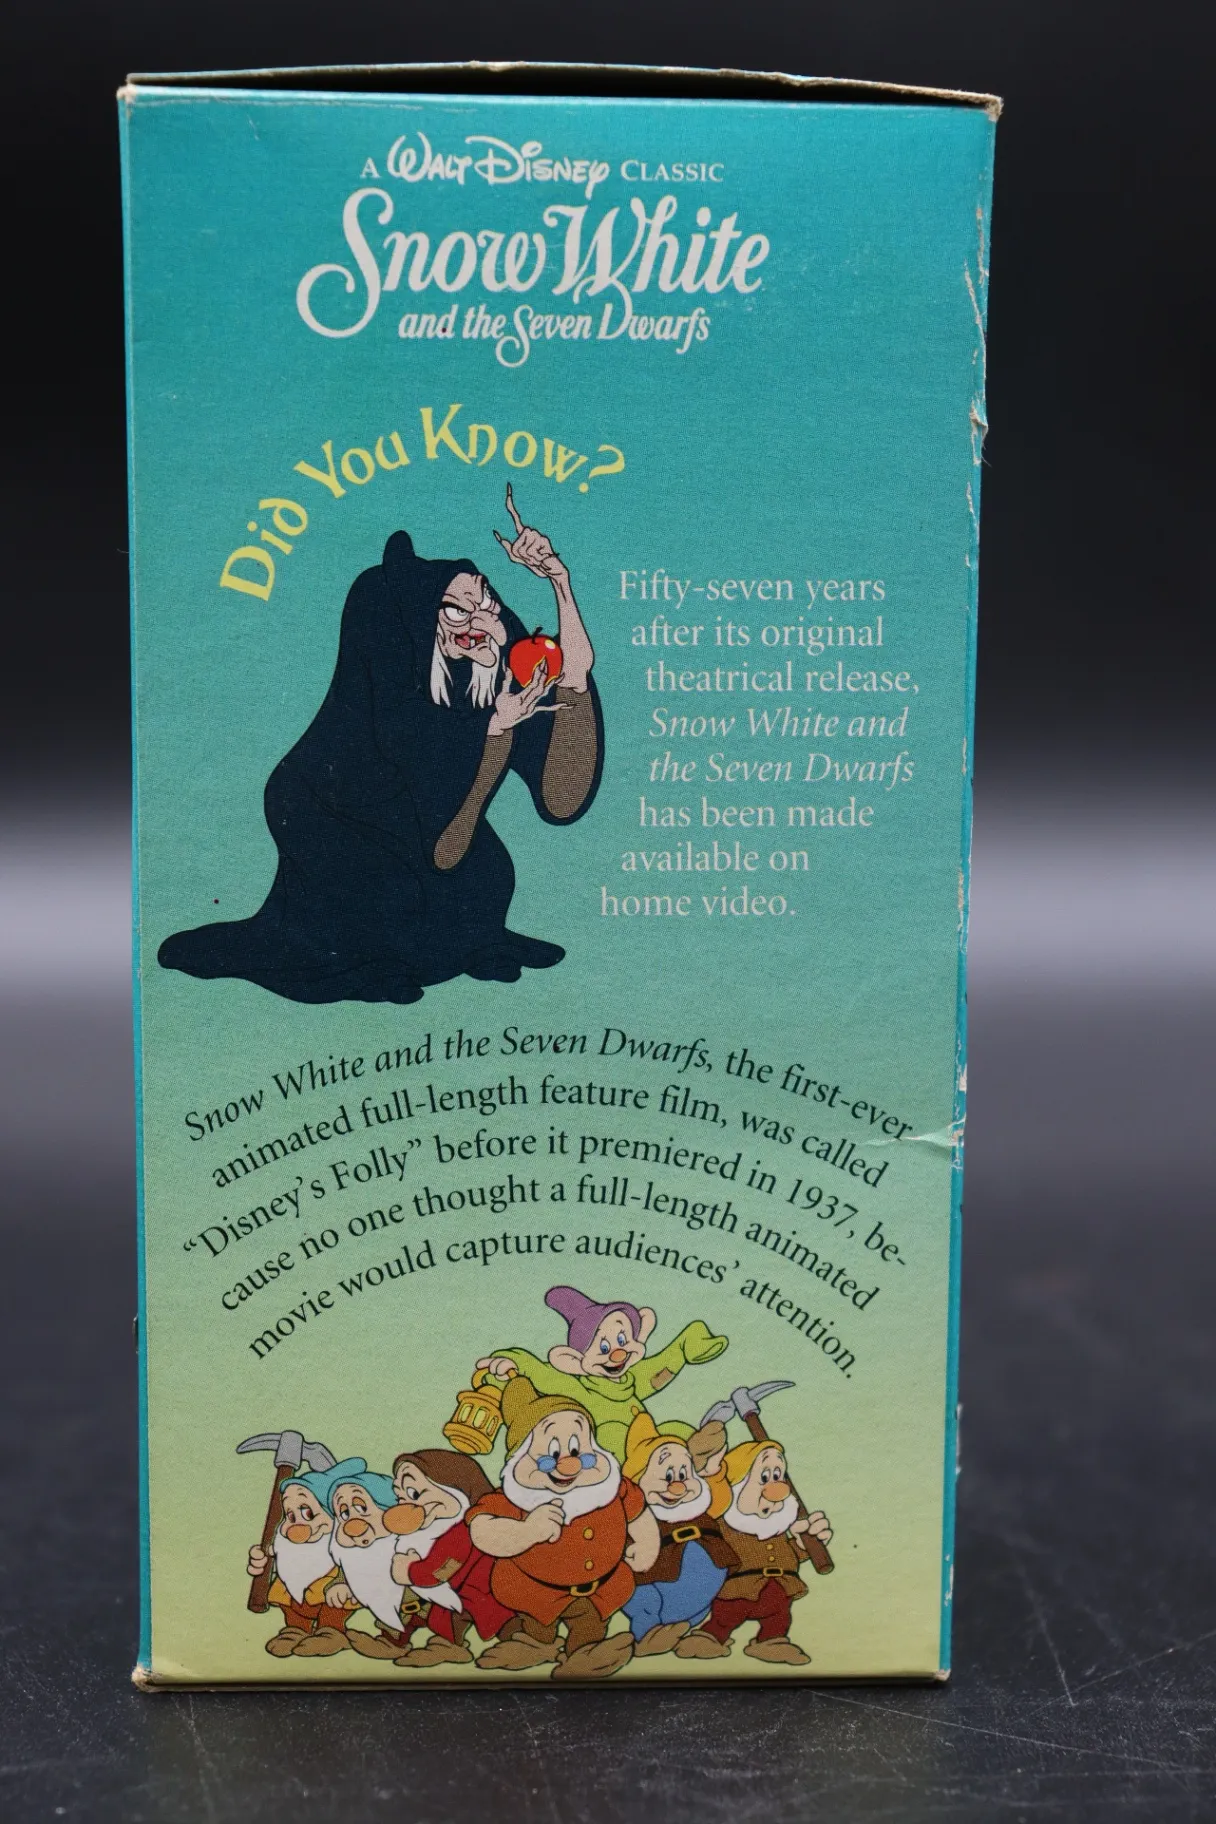 A WALT DISNEY CLASSIC
Snow White
and the Seven Dwarfs
Did You Know?
Fifty-seven years
after its original
theatrical release,
Snow White and
the Seven Dwarfs
has been made
available on
home video.
Snow White and the Seven Dwarfs, the first-ever
animated full-length feature film, was called
“Disney’s Folly” before it premiered in 1937, be-
cause no one thought a full-length animated
movie would capture audiences’ attention.